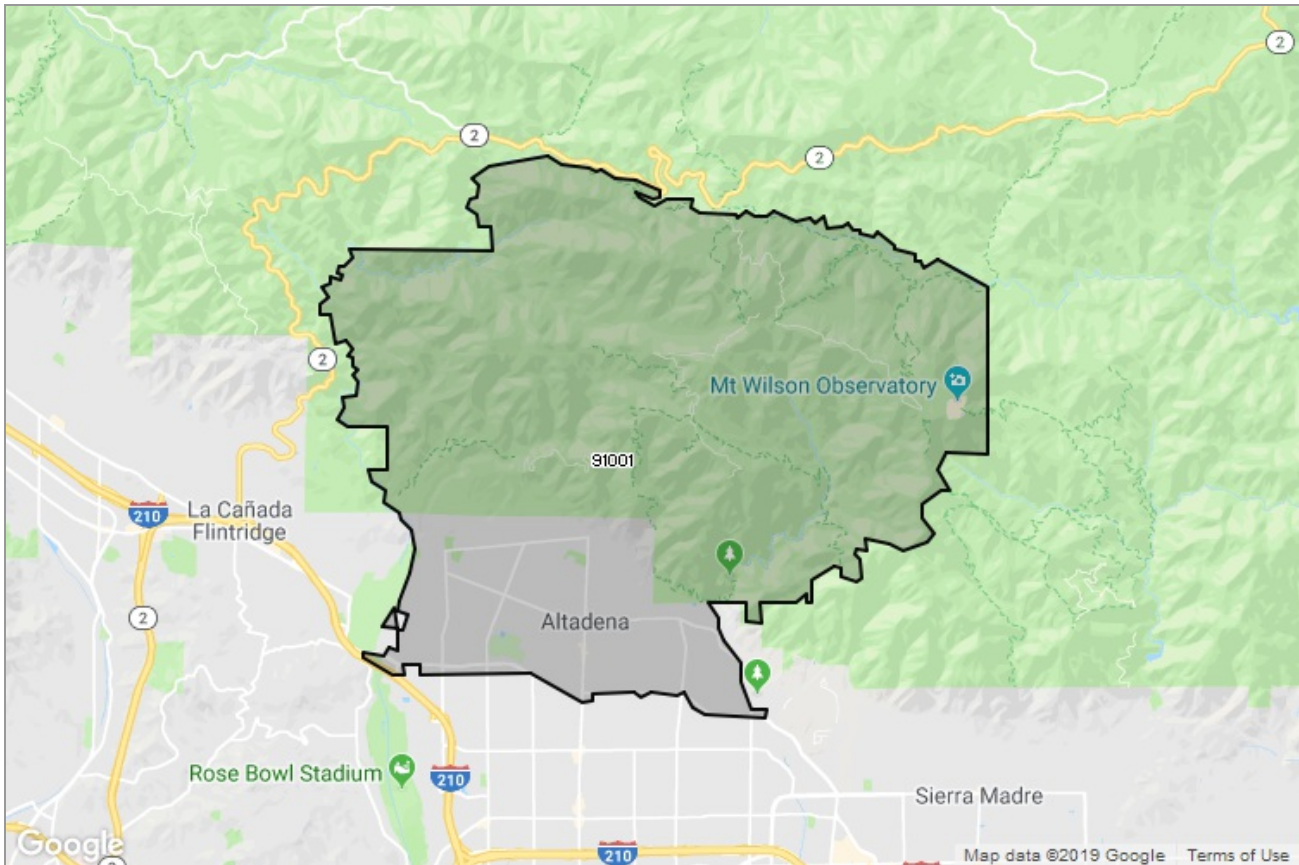 2
2
2
2
Mt Wilson Observatory
91001
210
La Cañada
Flintridge
2
Altadena
Rose Bowl Stadium
210
Sierra Madre
Google
210
Map data ©2019 Google
Terms of Use